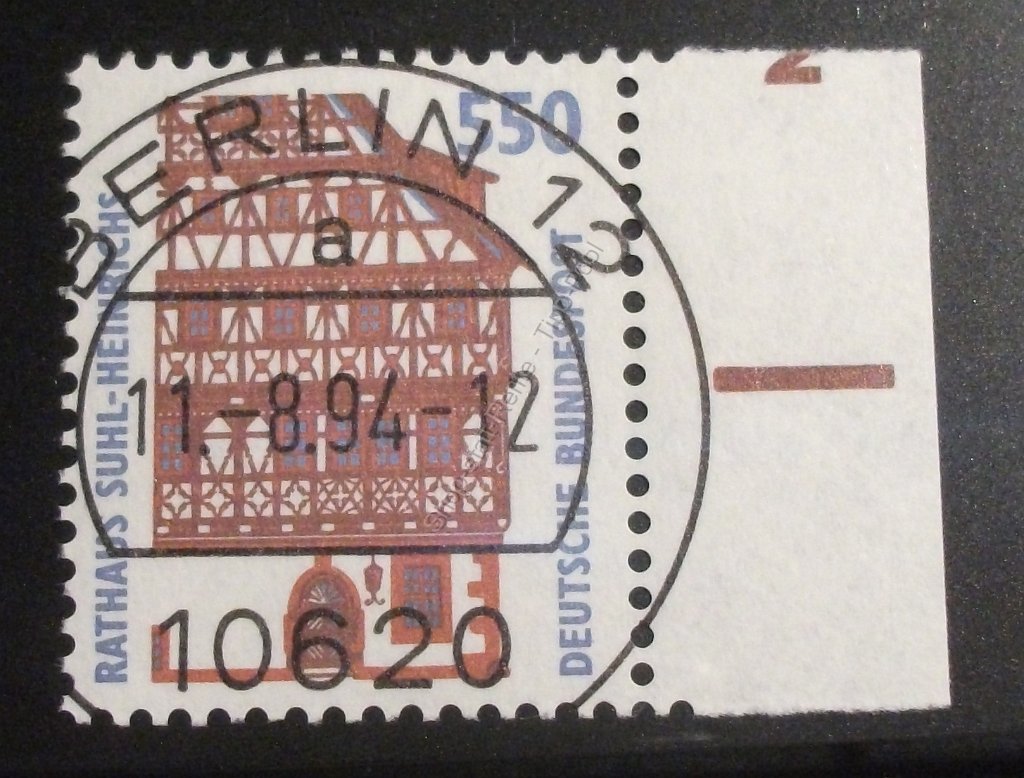 2
550
BERLIN 12
a
RATHAUS SUHL-HEINRICHS
DEUTSCHE BUNDESPOST
11.-8.94-12
10620